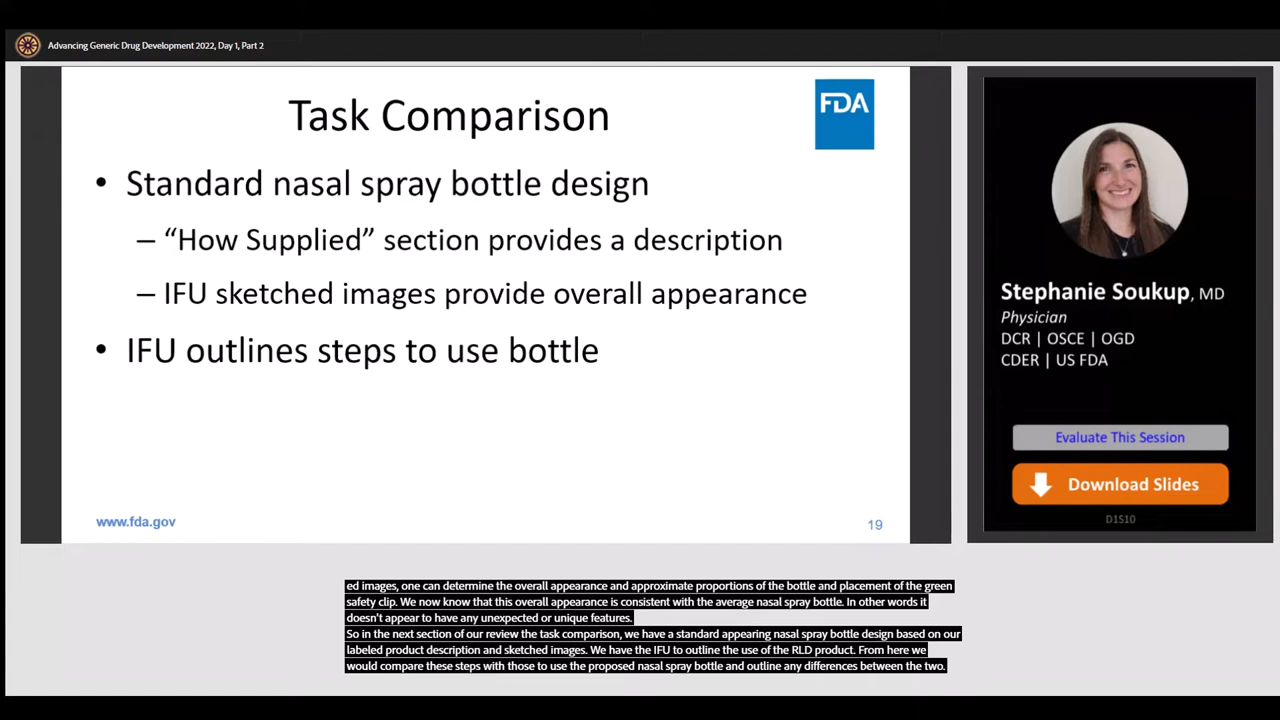 Advancing Generic Drug Development 2022, Day 1, Part 2
Task Comparison
FDA
• Standard nasal spray bottle design
– “How Supplied” section provides a description
– IFU sketched images provide overall appearance
• IFU outlines steps to use bottle
www.fda.gov
19
Stephanie Soukup, MD
Physician
DCR | OSCE | OGD
CDER | US FDA
Evaluate This Session
Download Slides
D1S10
ed images, one can determine the overall appearance and approximate proportions of the bottle and placement of the green
safety clip. We now know that this overall appearance is consistent with the average nasal spray bottle. In other words it
doesn't appear to have any unexpected or unique features.
So in the next section of our review the task comparison, we have a standard appearing nasal spray bottle design based on our
labeled product description and sketched images. We have the IFU to outline the use of the RLD product. From here we
would compare these steps with those to use the proposed nasal spray bottle and outline any differences between the two.